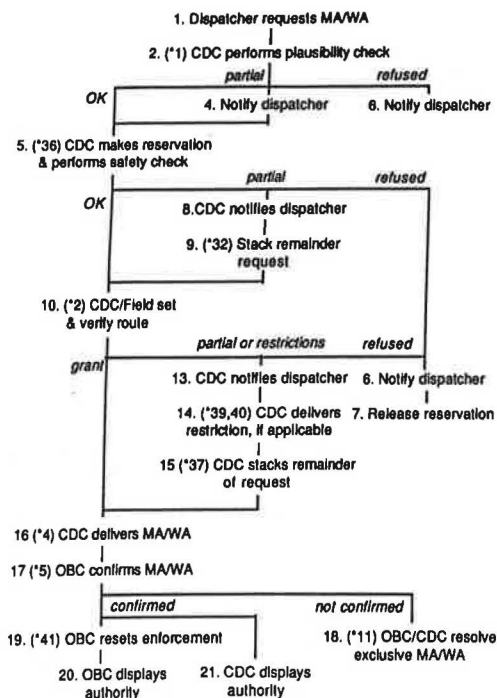 1. Dispatcher requests MA/WA
2. (*1) CDC performs plausibility check
partial
refused
OK
4. Notify dispatcher
6. Notify dispatcher
5. (*36) CDC makes reservation
& performs safety check
partial
refused
OK
8.CDC notifies dispatcher
9. (*32) Stack remainder
request
10. (*2) CDC/Field set
& verify route
partial or restrictions
refused
grant
13. CDC notifies dispatcher
6. Notify dispatcher
14. (*39,40) CDC delivers
restriction, if applicable
7. Release reservation
15 (*37) CDC stacks remainder
of request
16 (*4) CDC delivers MA/WA
17 (*5) OBC confirms MA/WA
confirmed
not confirmed
19. (*41) OBC resets enforcement
18. (*11) OBC/CDC resolve
exclusive MA/WA
20. OBC displays
authority
21. CDC displays
authority